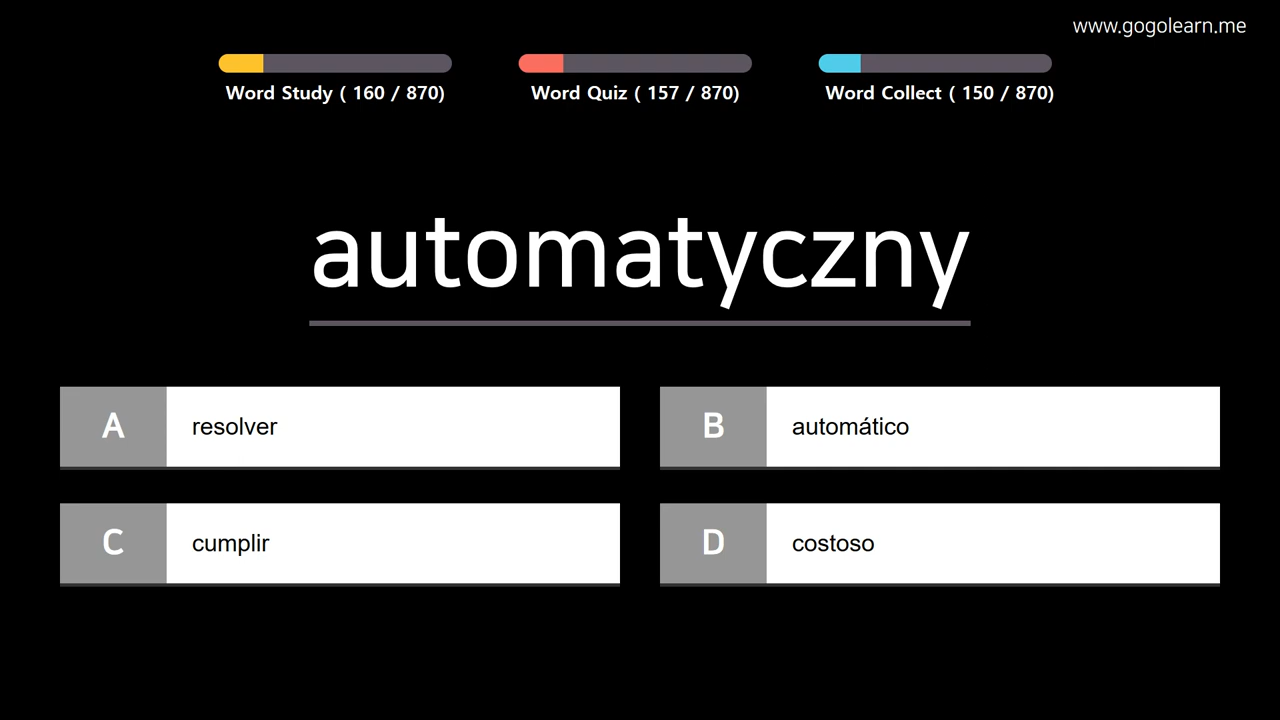 www.gogolearn.me
Word Study ( 160 / 870)
Word Quiz ( 157 / 870)
Word Collect ( 150 / 870)
automatyczny
A resolver
B automático
C cumplir
D costoso